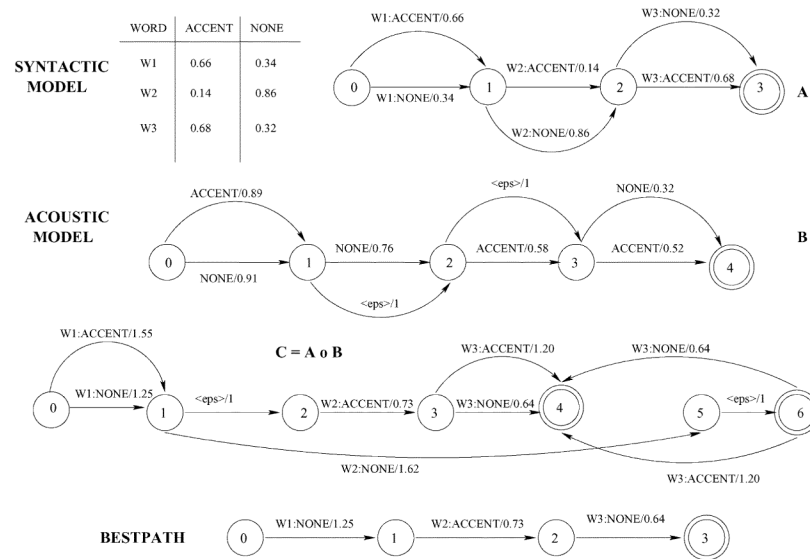 WORD ACCENT NONE
W1 0.66 0.34
W2 0.14 0.86
W3 0.68 0.32
SYNTACTIC
MODEL
W1:ACCENT/0.66
W3:NONE/0.32
0
W1:NONE/0.34
1
W2:ACCENT/0.14
2
W3:ACCENT/0.68
3
W2:NONE/0.86
A
ACOUSTIC
MODEL
ACCENT/0.89
<eps>/1
NONE/0.32
0
NONE/0.91
1
NONE/0.76
2
ACCENT/0.58
3
ACCENT/0.52
4
<eps>/1
B
C = A o B
W1:ACCENT/1.55
W3:ACCENT/1.20
W3:NONE/0.64
0
W1:NONE/1.25
1
<eps>/1
2
W2:ACCENT/0.73
3
W3:NONE/0.64
4
5
<eps>/1
6
W2:NONE/1.62
W3:ACCENT/1.20
BESTPATH
0
W1:NONE/1.25
1
W2:ACCENT/0.73
2
W3:NONE/0.64
3